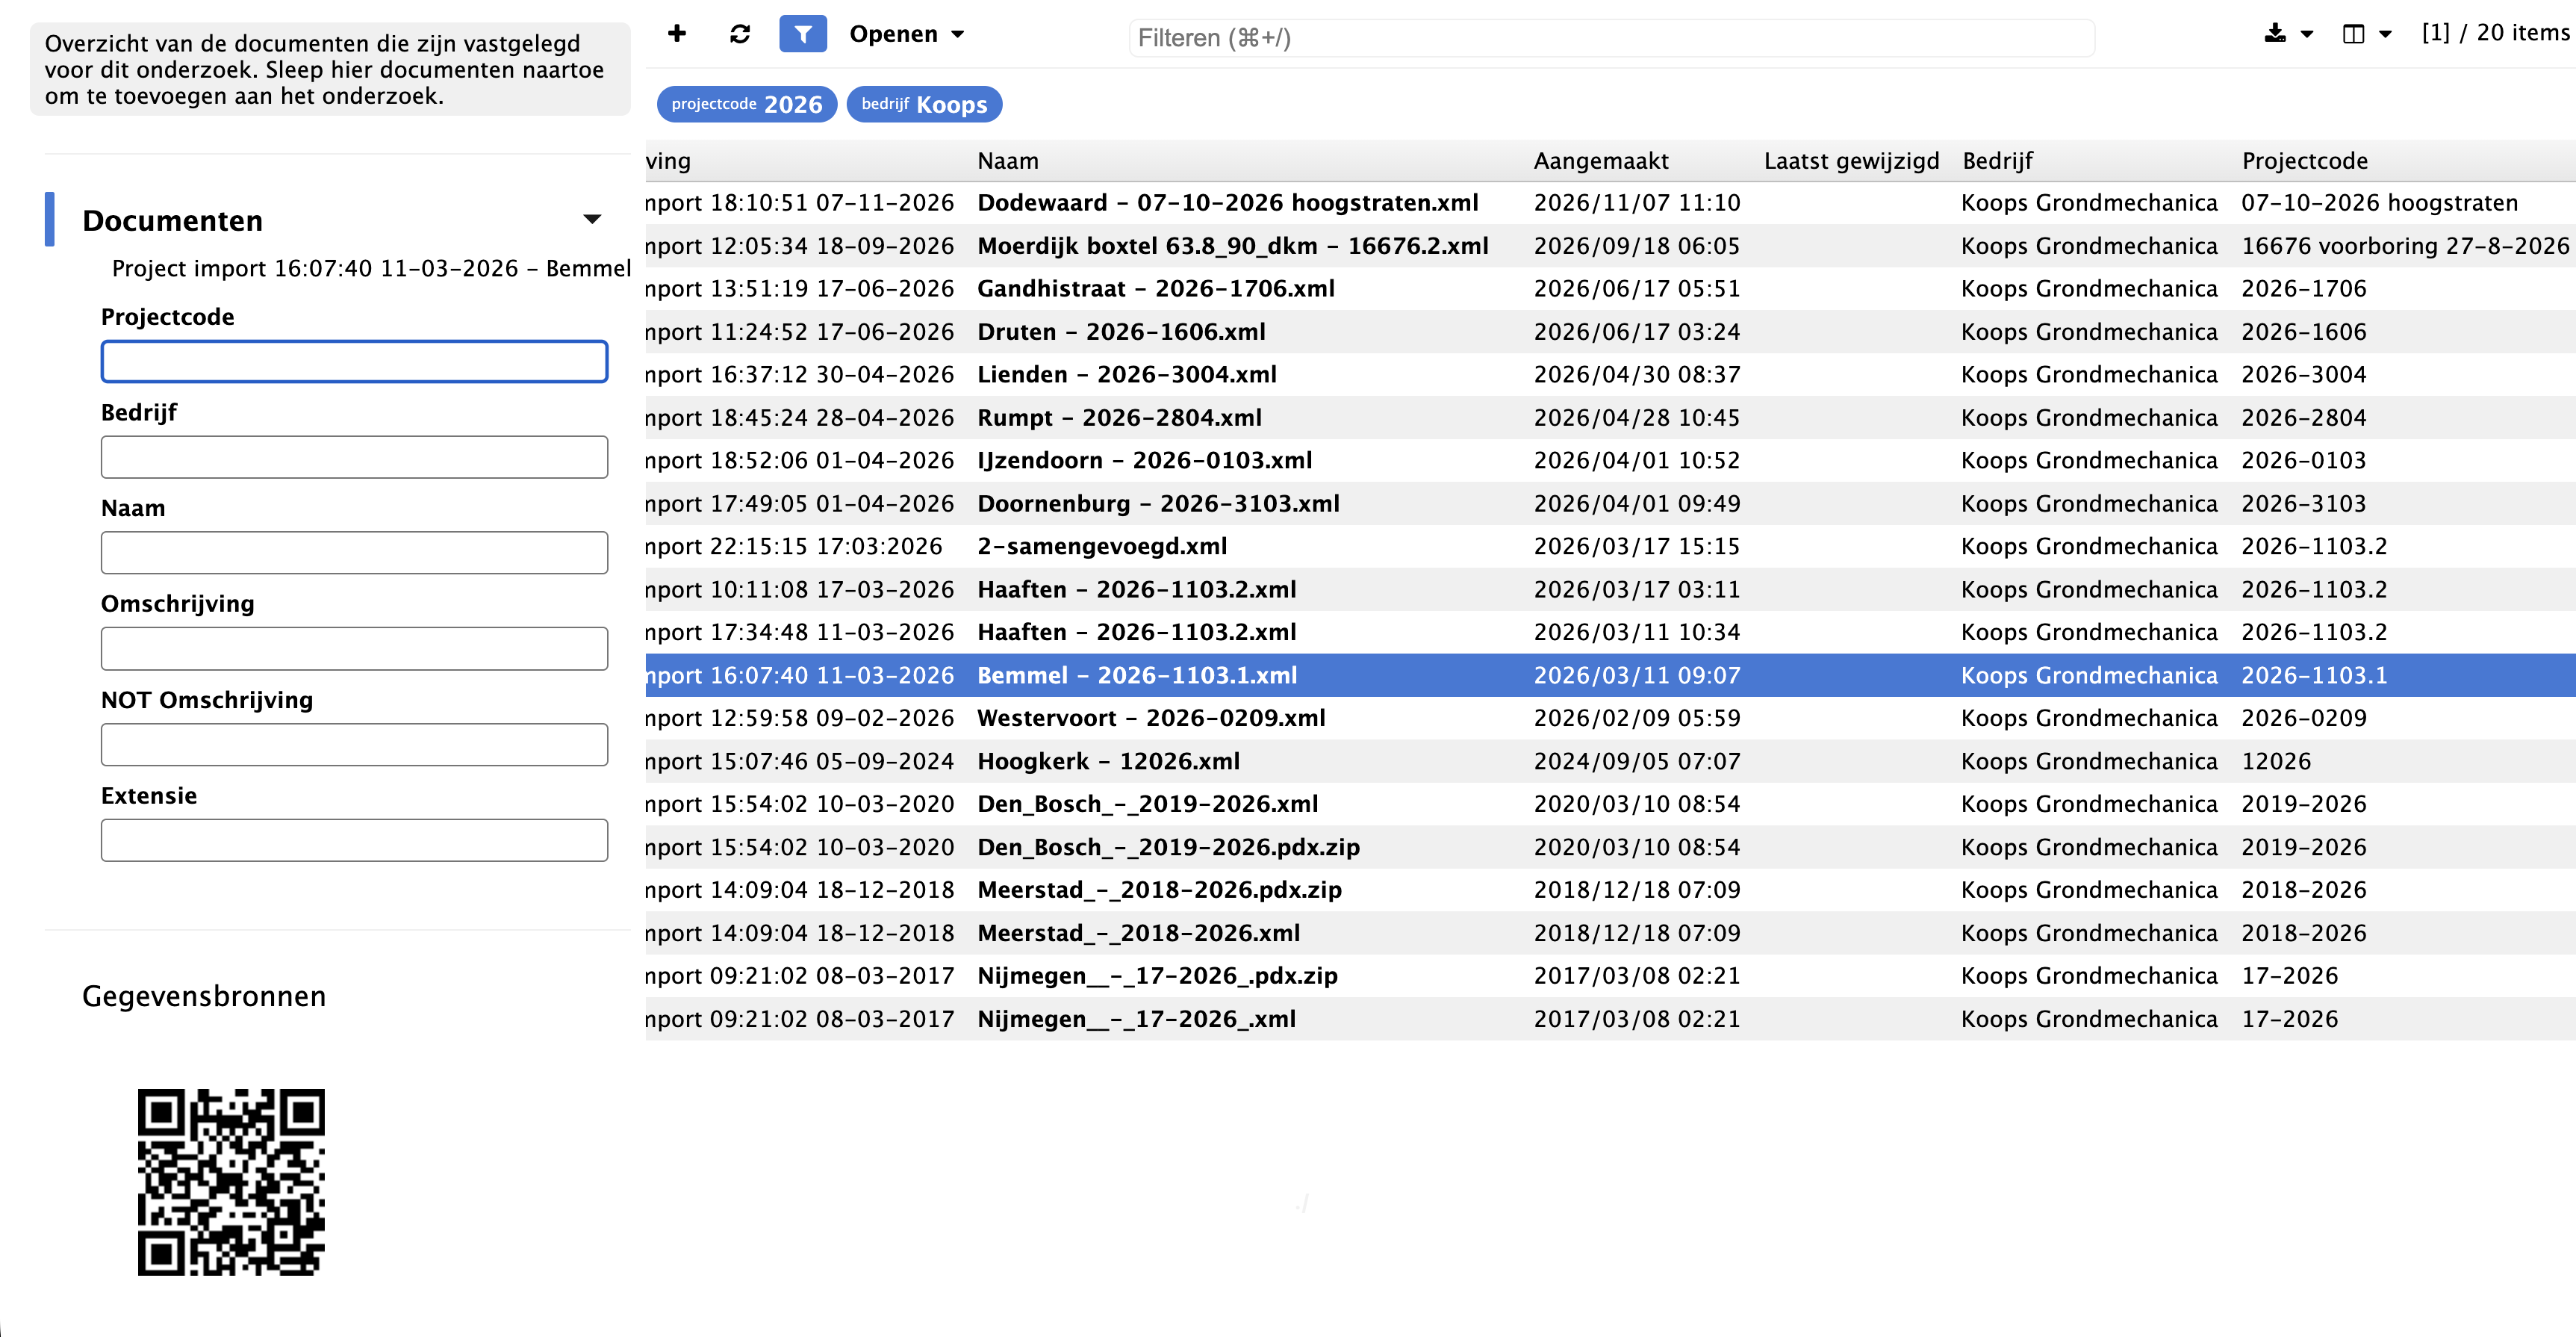 Overzicht van de documenten die zijn vastgelegd
voor dit onderzoek. Sleep hier documenten naartoe
om te toevoegen aan het onderzoek.
Documenten
Project import 16:07:40 11-03-2026 - Bemmel
Projectcode
Bedrijf
Naam
Omschrijving
NOT Omschrijving
Extensie
Gegevensbronnen
Openen
Filteren (⌘+/)
[1] / 20 items
projectcode 2026 bedrijf Koops
ving Naam Aangemaakt Laatst gewijzigd Bedrijf Projectcode
mport 18:10:51 07-11-2026 Dodewaard - 07-10-2026 hoogstraten.xml 2026/11/07 11:10 Koops Grondmechanica 07-10-2026 hoogstraten
mport 12:05:34 18-09-2026 Moerdijk boxtel 63.8_90_dkm - 16676.2.xml 2026/09/18 06:05 Koops Grondmechanica 16676 voorboring 27-8-2026
mport 13:51:19 17-06-2026 Gandhistraat - 2026-1706.xml 2026/06/17 05:51 Koops Grondmechanica 2026-1706
mport 11:24:52 17-06-2026 Druten - 2026-1606.xml 2026/06/17 03:24 Koops Grondmechanica 2026-1606
mport 16:37:12 30-04-2026 Lienden - 2026-3004.xml 2026/04/30 08:37 Koops Grondmechanica 2026-3004
mport 18:45:24 28-04-2026 Rumpt - 2026-2804.xml 2026/04/28 10:45 Koops Grondmechanica 2026-2804
mport 18:52:06 01-04-2026 IJzendoorn - 2026-0103.xml 2026/04/01 10:52 Koops Grondmechanica 2026-0103
mport 17:49:05 01-04-2026 Doornenburg - 2026-3103.xml 2026/04/01 09:49 Koops Grondmechanica 2026-3103
mport 22:15:15 17:03:2026 2-samengevoegd.xml 2026/03/17 15:15 Koops Grondmechanica 2026-1103.2
mport 10:11:08 17-03-2026 Haaften - 2026-1103.2.xml 2026/03/17 03:11 Koops Grondmechanica 2026-1103.2
mport 17:34:48 11-03-2026 Haaften - 2026-1103.2.xml 2026/03/11 10:34 Koops Grondmechanica 2026-1103.2
mport 16:07:40 11-03-2026 Bemmel - 2026-1103.1.xml 2026/03/11 09:07 Koops Grondmechanica 2026-1103.1
mport 12:59:58 09-02-2026 Westervoort - 2026-0209.xml 2026/02/09 05:59 Koops Grondmechanica 2026-0209
mport 15:07:46 05-09-2024 Hoogkerk - 12026.xml 2024/09/05 07:07 Koops Grondmechanica 12026
mport 15:54:02 10-03-2020 Den_Bosch_-_2019-2026.xml 2020/03/10 08:54 Koops Grondmechanica 2019-2026
mport 15:54:02 10-03-2020 Den_Bosch_-_2019-2026.pdx.zip 2020/03/10 08:54 Koops Grondmechanica 2019-2026
mport 14:09:04 18-12-2018 Meerstad_-_2018-2026.pdx.zip 2018/12/18 07:09 Koops Grondmechanica 2018-2026
mport 14:09:04 18-12-2018 Meerstad_-_2018-2026.xml 2018/12/18 07:09 Koops Grondmechanica 2018-2026
mport 09:21:02 08-03-2017 Nijmegen__-_17-2026_.pdx.zip 2017/03/08 02:21 Koops Grondmechanica 17-2026
mport 09:21:02 08-03-2017 Nijmegen__-_17-2026_.xml 2017/03/08 02:21 Koops Grondmechanica 17-2026
./